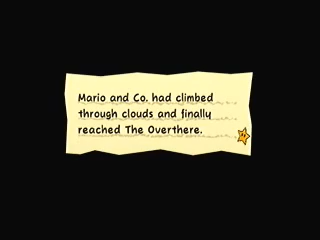 Mario and Co. had climbed
through clouds and finally
reached The Overthere.